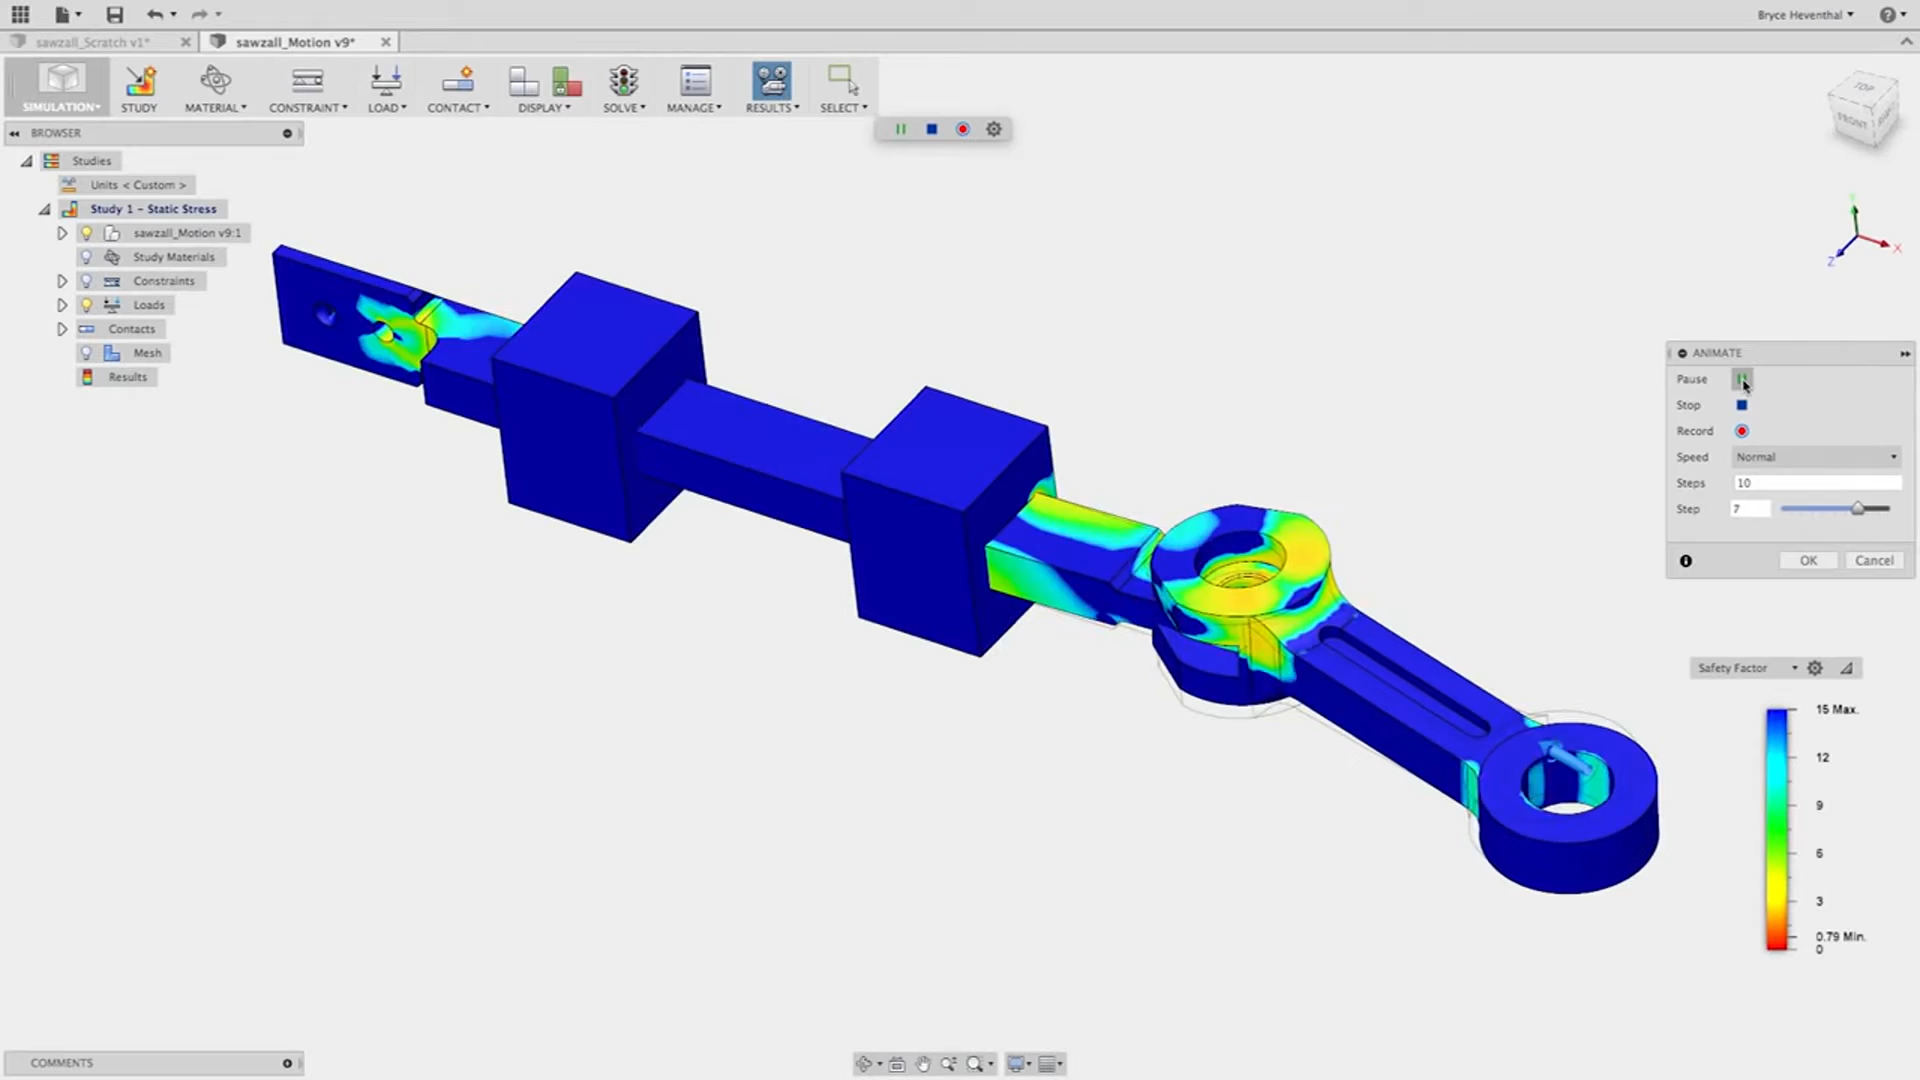 Bryce Heventhal
sawzall_Scratch v1*
sawzall_Motion v9*
SIMULATION
STUDY
MATERIAL
CONSTRAINT
LOAD
CONTACT
DISPLAY
SOLVE
MANAGE
RESULTS
SELECT
BROWSER
Studies
Units < Custom >
Study 1 - Static Stress
sawzall_Motion v9:1
Study Materials
Constraints
Loads
Contacts
Mesh
Results
TOP
FRONT
Y
X
Z
ANIMATE
Pause
Stop
Record
Speed Normal
Steps 10
Step 7
OK Cancel
Safety Factor
15 Max.
12
9
6
3
0.79 Min.
0
COMMENTS